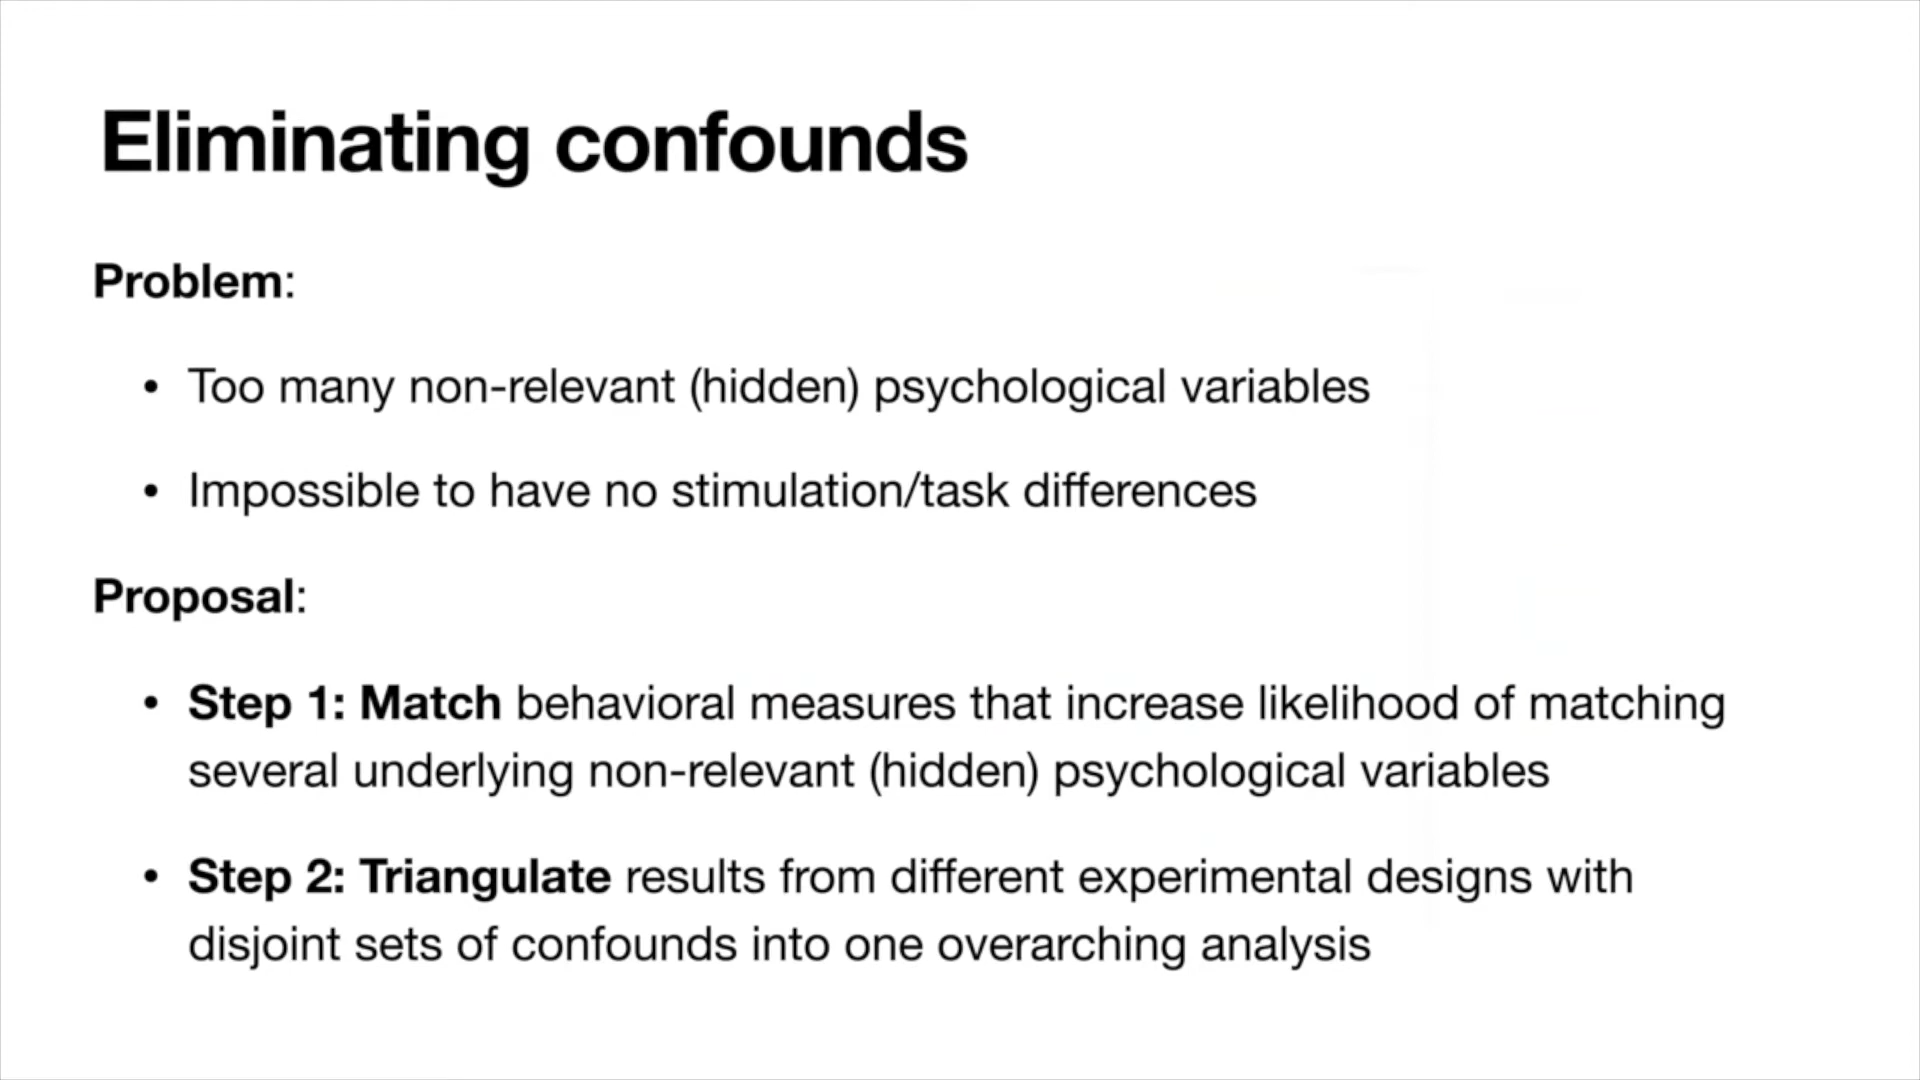 Eliminating confounds
Problem:
• Too many non-relevant (hidden) psychological variables
• Impossible to have no stimulation/task differences
Proposal:
• Step 1: Match behavioral measures that increase likelihood of matching
several underlying non-relevant (hidden) psychological variables
• Step 2: Triangulate results from different experimental designs with
disjoint sets of confounds into one overarching analysis